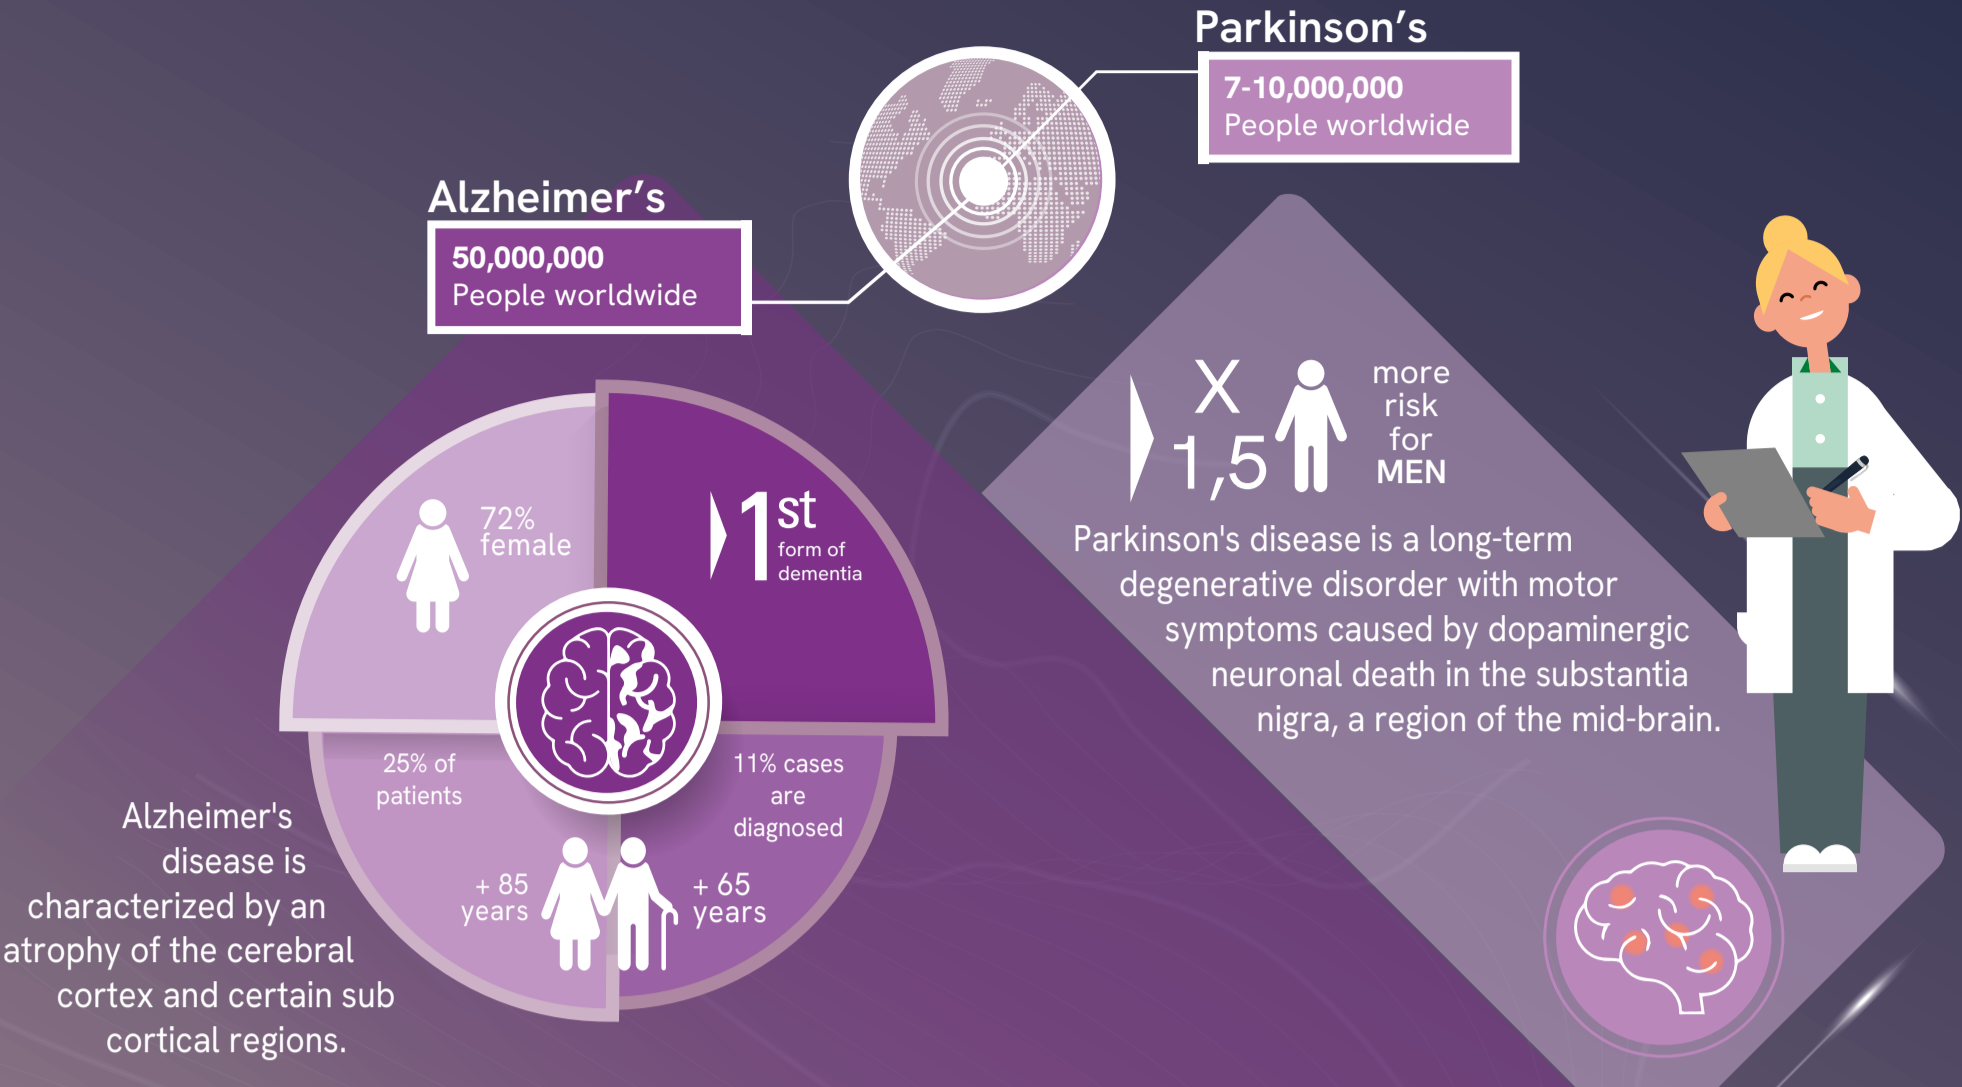 Parkinson’s
7-10,000,000
People worldwide
Alzheimer’s
50,000,000
People worldwide
72%
female
1st
form of
dementia
25% of
patients
+ 85
years
11% cases
are
diagnosed
+ 65
years
Alzheimer's
disease is
characterized by an
atrophy of the cerebral
cortex and certain sub
cortical regions.
X
1,5
more
risk
for
MEN
Parkinson's disease is a long-term
degenerative disorder with motor
symptoms caused by dopaminergic
neuronal death in the substantia
nigra, a region of the mid-brain.